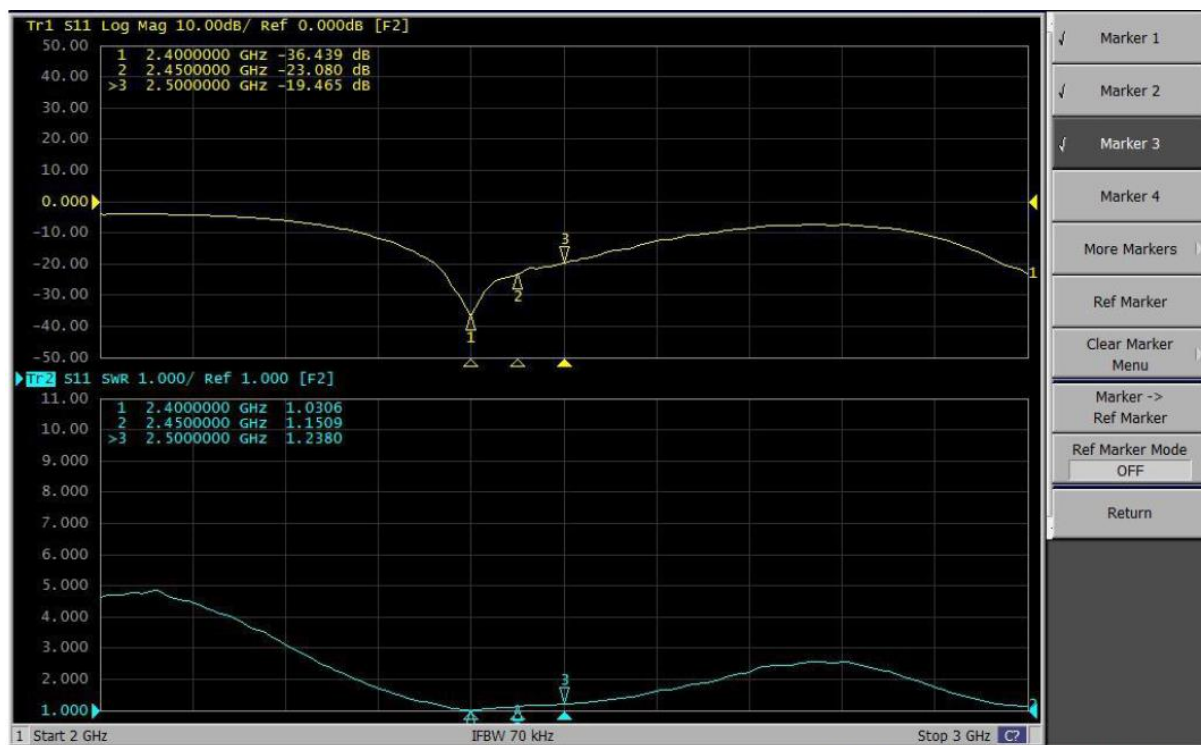 Tr1 S11 Log Mag 10.00dB/ Ref 0.000dB [F2]
50.00
40.00
30.00
20.00
10.00
0.000
-10.00
-20.00
-30.00
-40.00
-50.00
1 2.4000000 GHz -36.439 dB
2 2.4500000 GHz -23.080 dB
>3 2.5000000 GHz -19.465 dB
3
2
1
1
Tr2 S11 SWR 1.000/ Ref 1.000 [F2]
11.00
10.00
9.000
8.000
7.000
6.000
5.000
4.000
3.000
2.000
1.000
1 2.4000000 GHz 1.0306
2 2.4500000 GHz 1.1509
>3 2.5000000 GHz 1.2380
3
1 Start 2 GHz IFBW 70 kHz Stop 3 GHz C?
Marker 1
Marker 2
Marker 3
Marker 4
More Markers
Ref Marker
Clear Marker
Menu
Marker ->
Ref Marker
Ref Marker Mode
OFF
Return